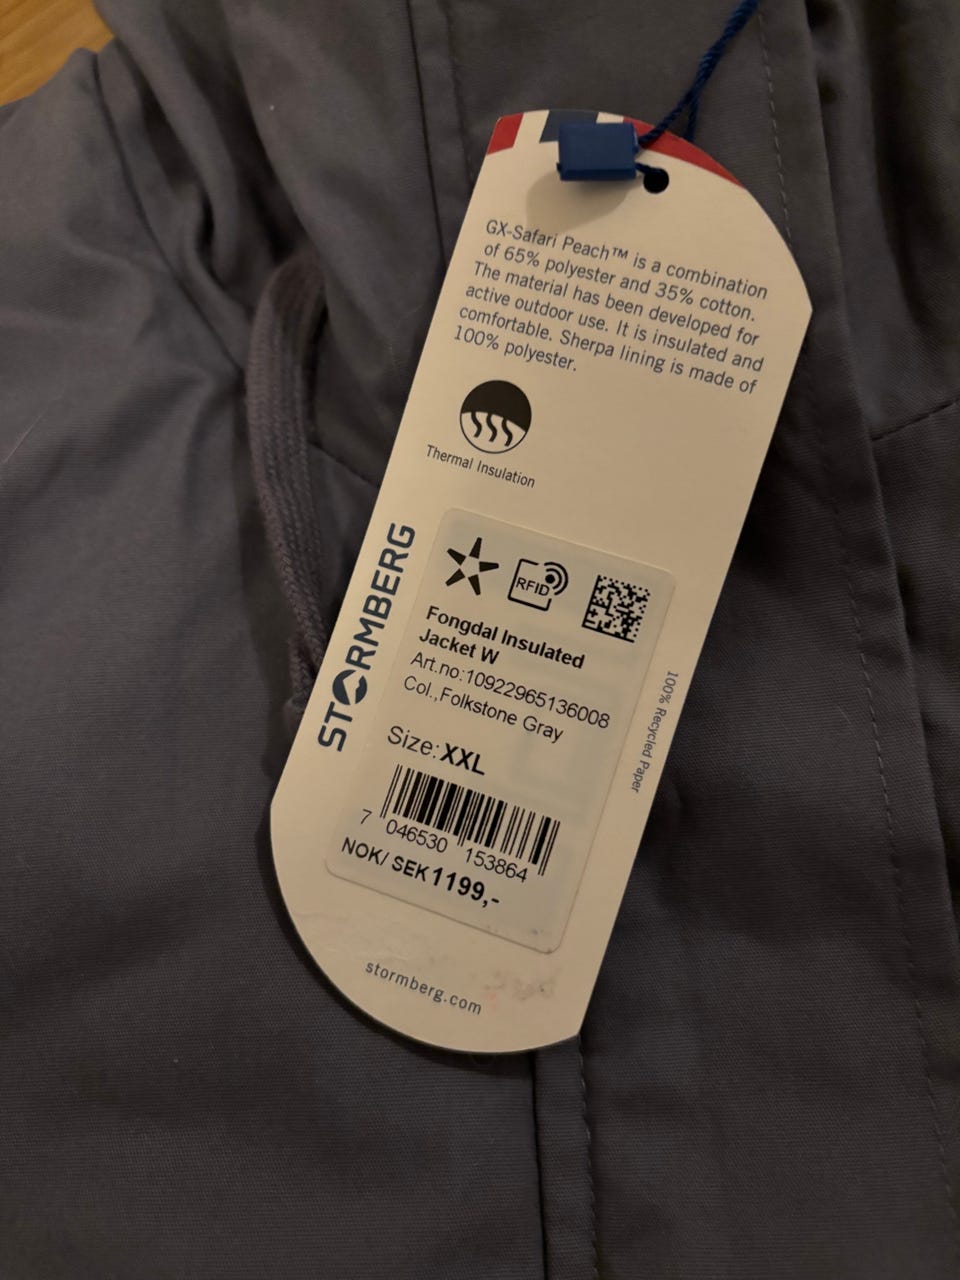 GX-Safari Peach™ is a combination
of 65% polyester and 35% cotton.
The material has been developed for
active outdoor use. It is insulated and
comfortable. Sherpa lining is made of
100% polyester.
Thermal Insulation
STORMBERG
RFID
Fongdal Insulated
Jacket W
Art.no:10922965136008
Col.,Folkstone Gray
Size:XXL
7 046530 153864
NOK/ SEK1199,-
100% Recycled Paper
stormberg.com